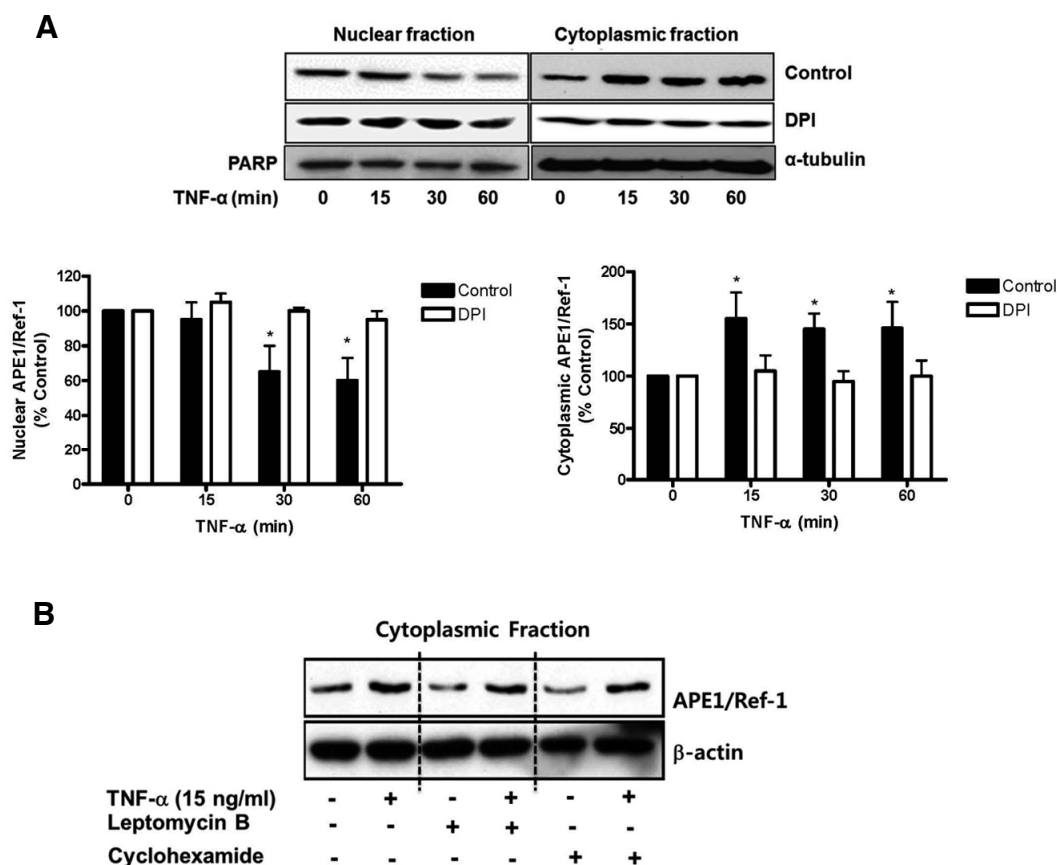 A
Nuclear fraction Cytoplasmic fraction
Control
DPI
PARP α-tubulin
TNF-α (min) 0 15 30 60 0 15 30 60
Nuclear APE1/Ref-1
(% Control)
120
100
80
60
40
20
0
* *
Control
DPI
0 15 30 60
TNF-α (min)
Cytoplasmic APE1/Ref-1
(% Control)
200
150
100
50
0
* * *
Control
DPI
0 15 30 60
TNF-α (min)
B
Cytoplasmic Fraction
APE1/Ref-1
β-actin
TNF-α (15 ng/ml) - + - + - +
Leptomycin B - - + + - -
Cyclohexamide - - - - + +